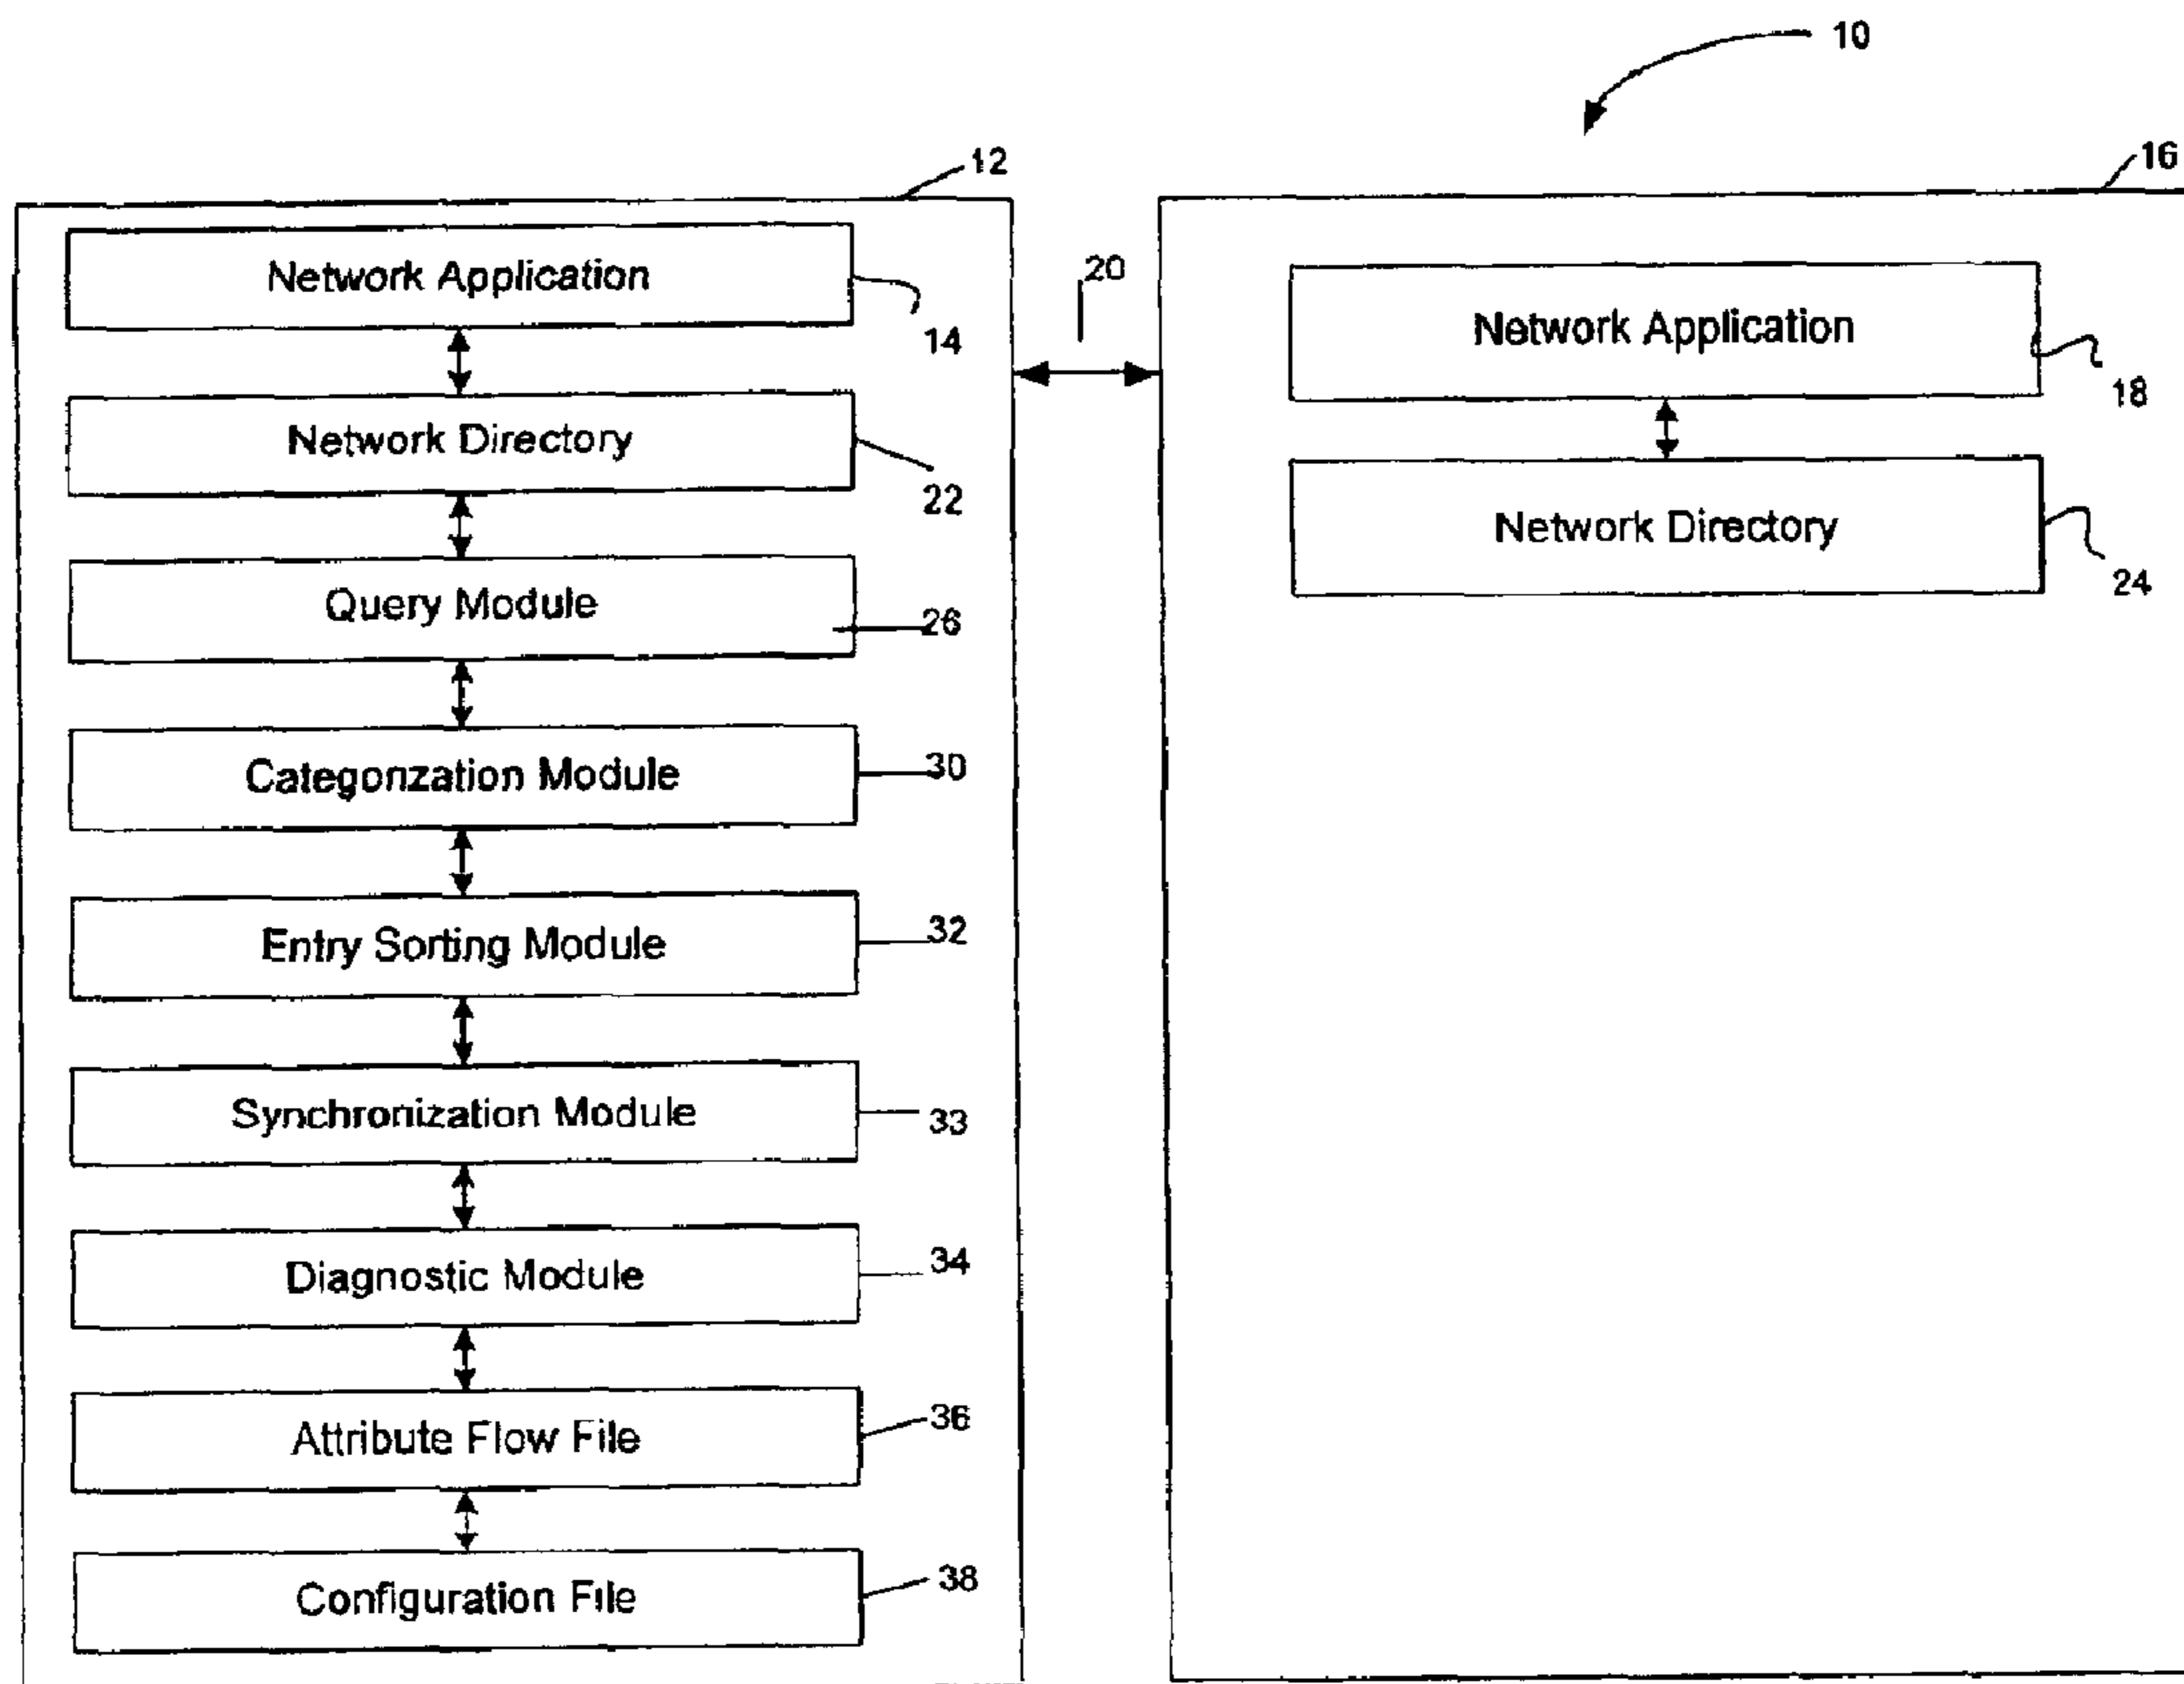 10
12
16
Network Application
14
20
Network Application
18
Network Directory
22
Network Directory
24
Query Module
26
Categonzation Module
30
Entry Sorting Module
32
Synchronization Module
33
Diagnostic Module
34
Attribute Flow File
36
Configuration File
38